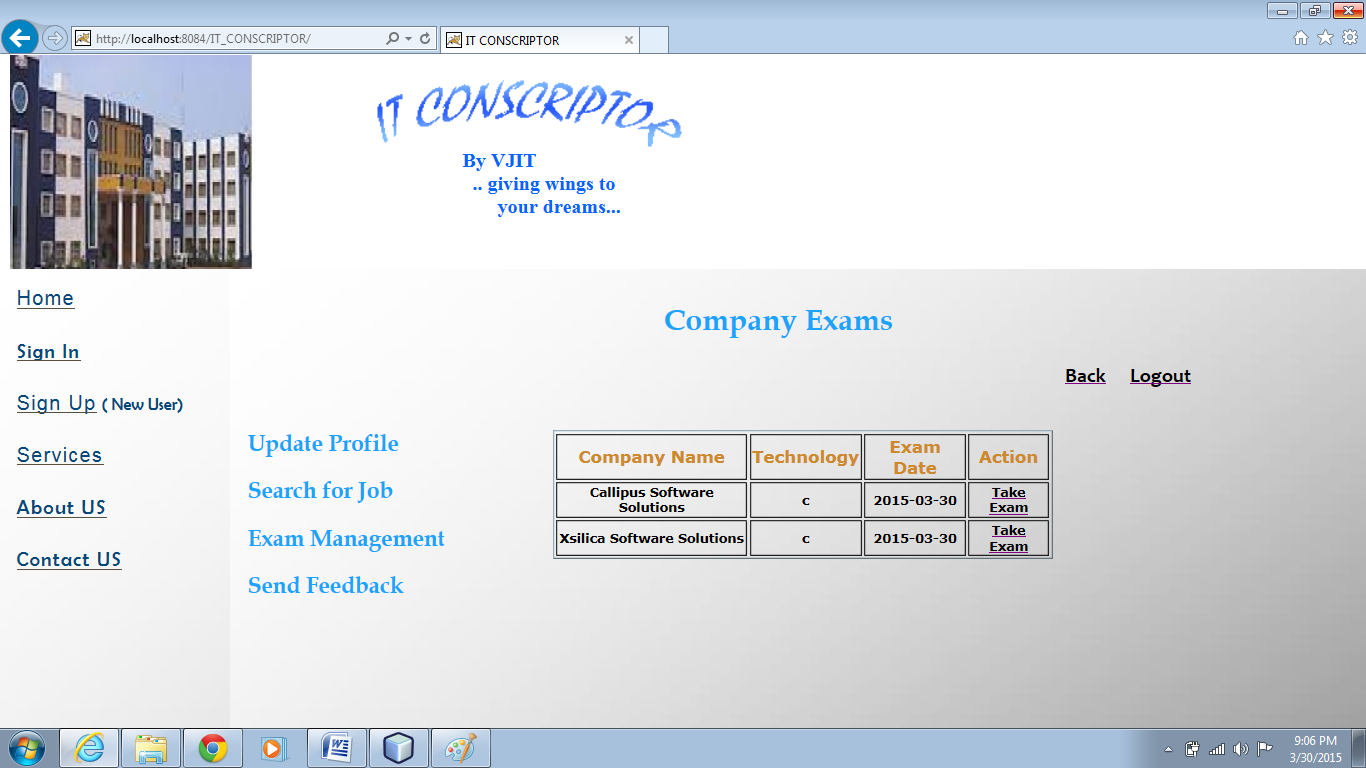 http://localhost:8084/IT_CONSCRIPTOR/
IT CONSCRIPTOR
IT CONSCRIPTOR
By VJIT
.. giving wings to
your dreams...
Home
Sign In
Sign Up ( New User)
Services
About US
Contact US
Company Exams
Back Logout
Update Profile
Search for Job
Exam Management
Send Feedback
Company Name Technology Exam Date Action
Callipus Software Solutions c 2015-03-30 Take Exam
Xsilica Software Solutions c 2015-03-30 Take Exam
9:06 PM
3/30/2015